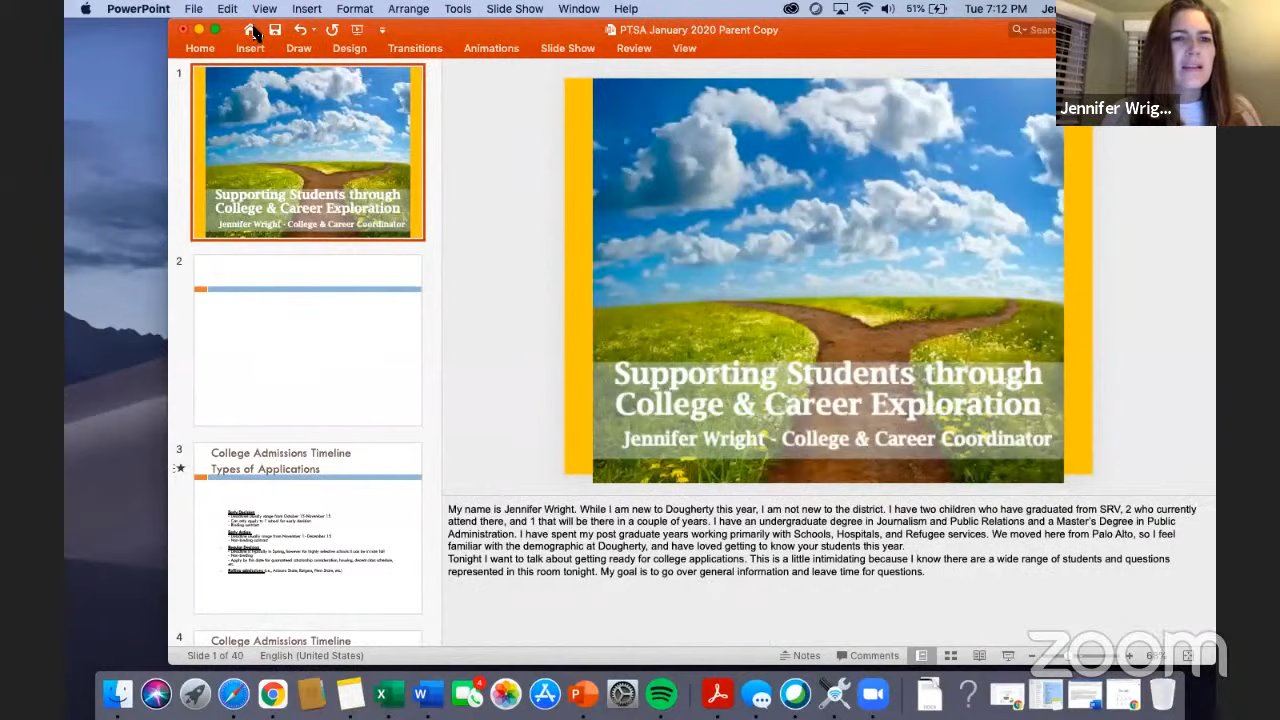 PowerPoint File Edit View Insert Format Arrange Tools Slide Show Window Help 51% Tue 7:12 PM Jen
PTSA January 2020 Parent Copy
Home Insert Draw Design Transitions Animations Slide Show Review View
Jennifer Wrig...
1
Supporting Students through
College & Career Exploration
Jennifer Wright - College & Career Coordinator
2
3
College Admissions Timeline
Types of Applications
Early Decision
4
College Admissions Timeline
Supporting Students through
College & Career Exploration
Jennifer Wright - College & Career Coordinator
My name is Jennifer Wright. While I am new to Dougherty this year, I am not new to the district. I have two children who have graduated from SRV, 2 who currently
attend there, and 1 that will be there in a couple of years. I have an undergraduate degree in Journalism and Public Relations and a Master's Degree in Public
Administration. I have spent my post graduate years working primarily with Schools, Hospitals, and Refugee services. We moved here from Palo Alto, so I feel
familiar with the demographic at Dougherty, and have loved getting to know your students this year.
Tonight I want to talk about getting ready for college applications. This is a little intimidating because I know there are a wide range of students and questions
represented in this room tonight. My goal is to go over general information and leave time for questions.
Slide 1 of 40 English (United States) Notes Comments
zoom
4